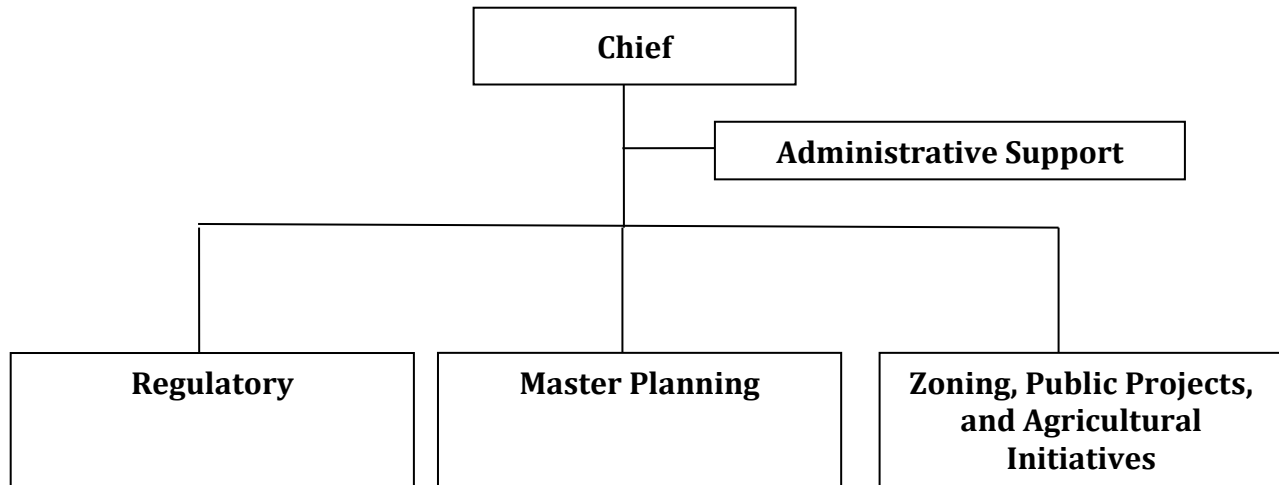 Chief
Administrative Support
Regulatory
Master Planning
Zoning, Public Projects,
and Agricultural
Initiatives